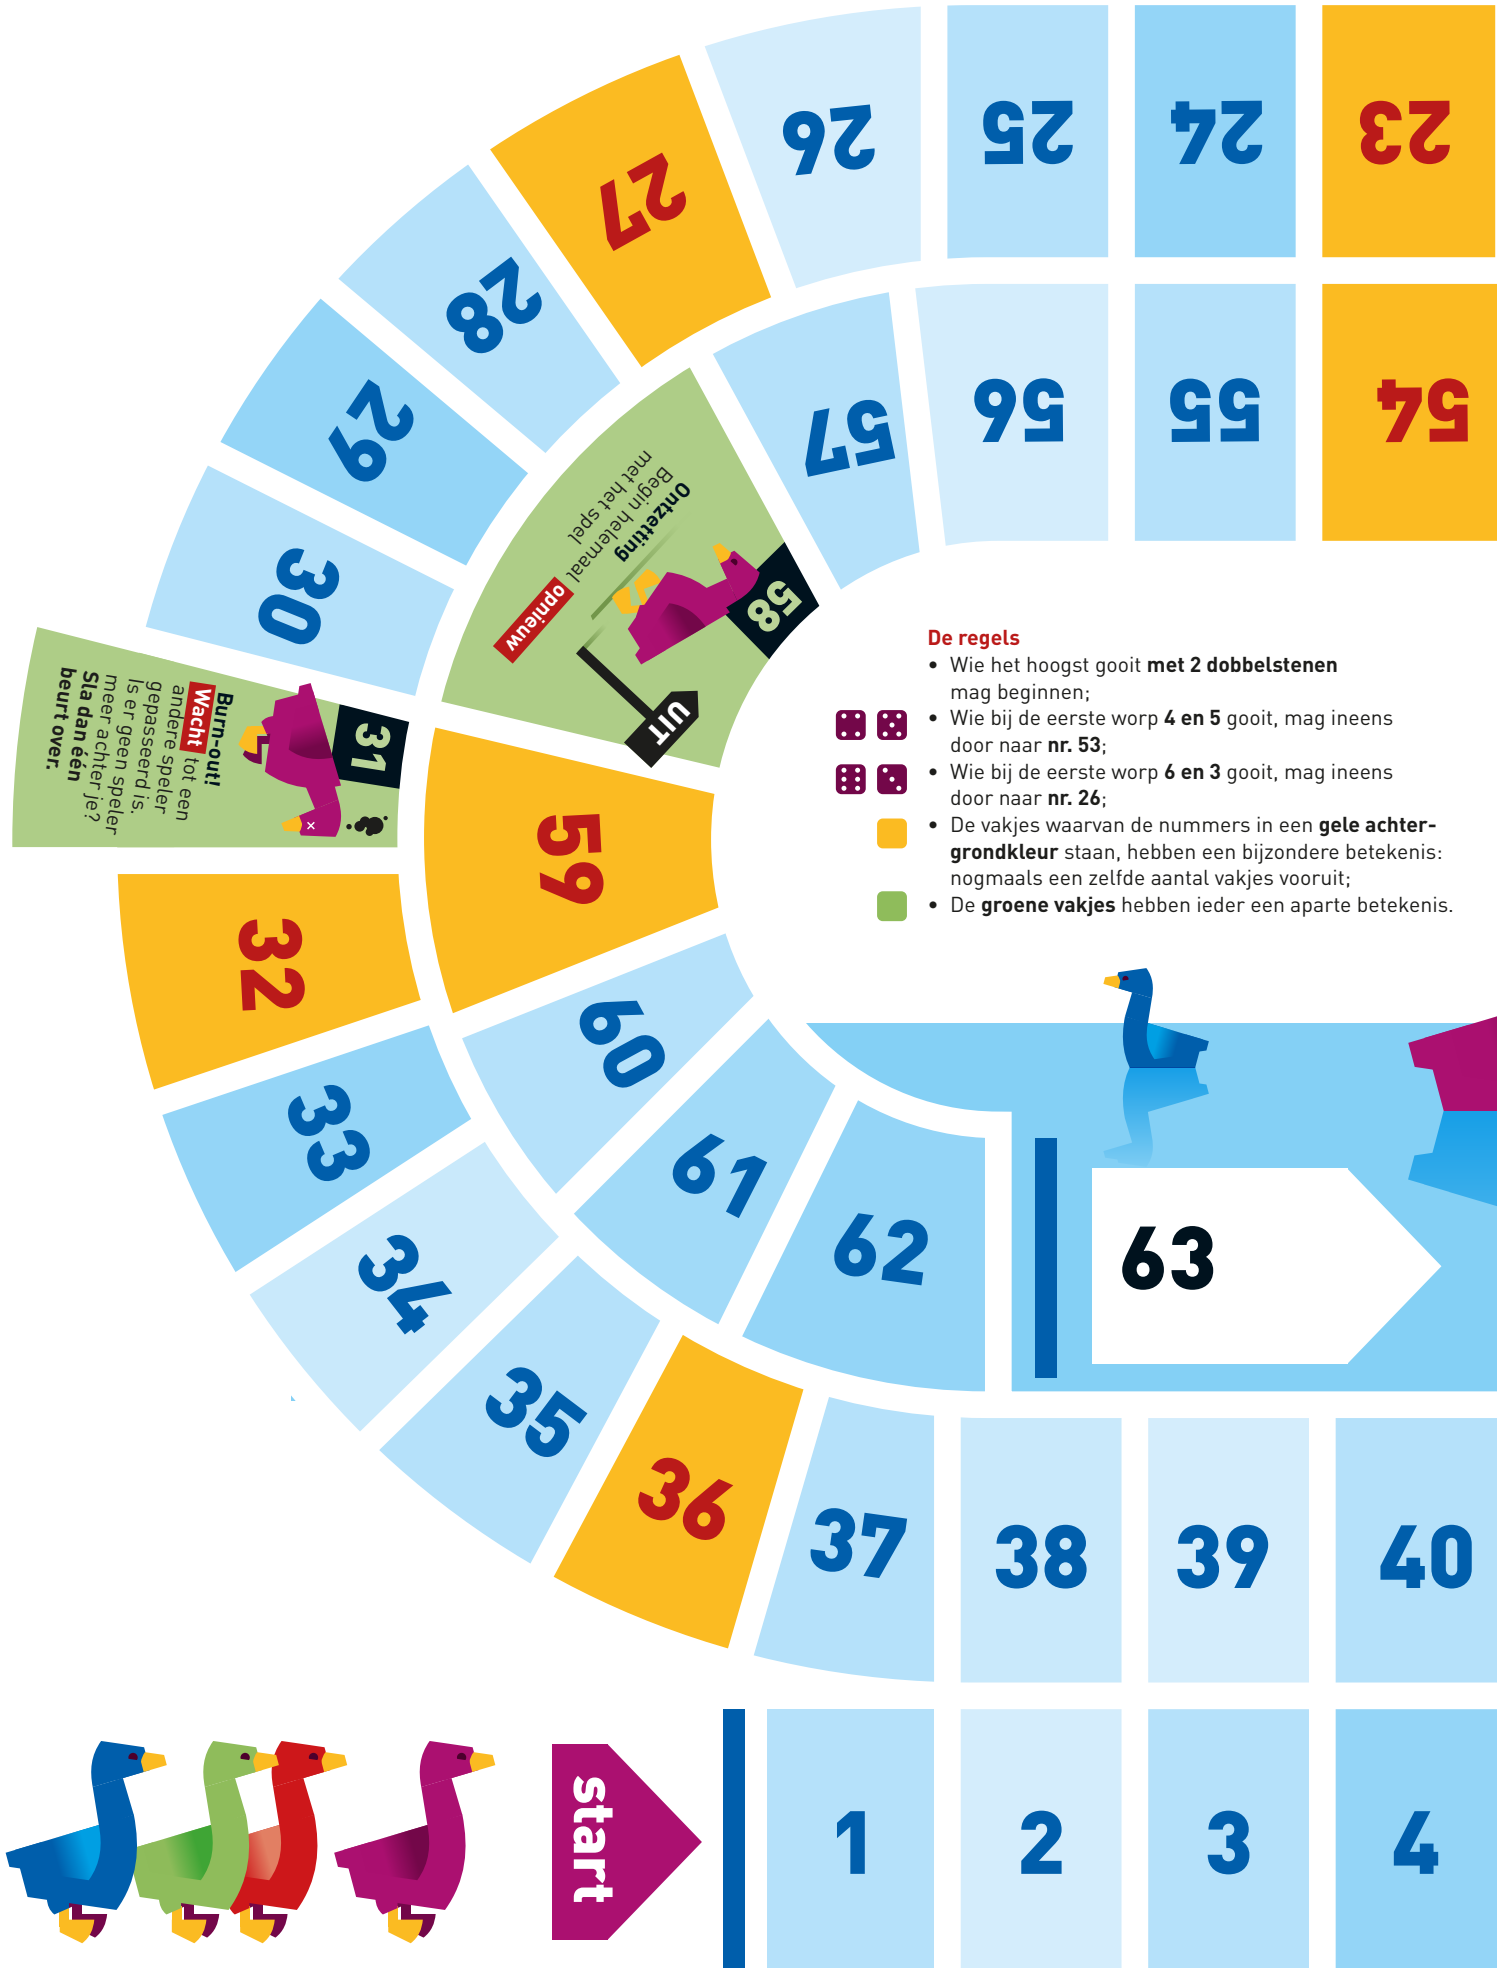 26
25
24
23
27
28
29
30
57
56
55
54
Ontzetting
Begin helemaal
met het spel
opnieuw
58
UIT
31
Burn-out!
Wacht tot een
andere speler
gepasseerd is.
Is er geen speler
meer achter je?
Sla dan één
beurt over.
De regels
• Wie het hoogst gooit met 2 dobbelstenen
mag beginnen;
• Wie bij de eerste worp 4 en 5 gooit, mag ineens
door naar nr. 53;
• Wie bij de eerste worp 6 en 3 gooit, mag ineens
door naar nr. 26;
• De vakjes waarvan de nummers in een gele achter-
grondkleur staan, hebben een bijzondere betekenis:
nogmaals een zelfde aantal vakjes vooruit;
• De groene vakjes hebben ieder een aparte betekenis.
59
32
60
33
61
34
62
63
35
36
37
38
39
40
start
1
2
3
4